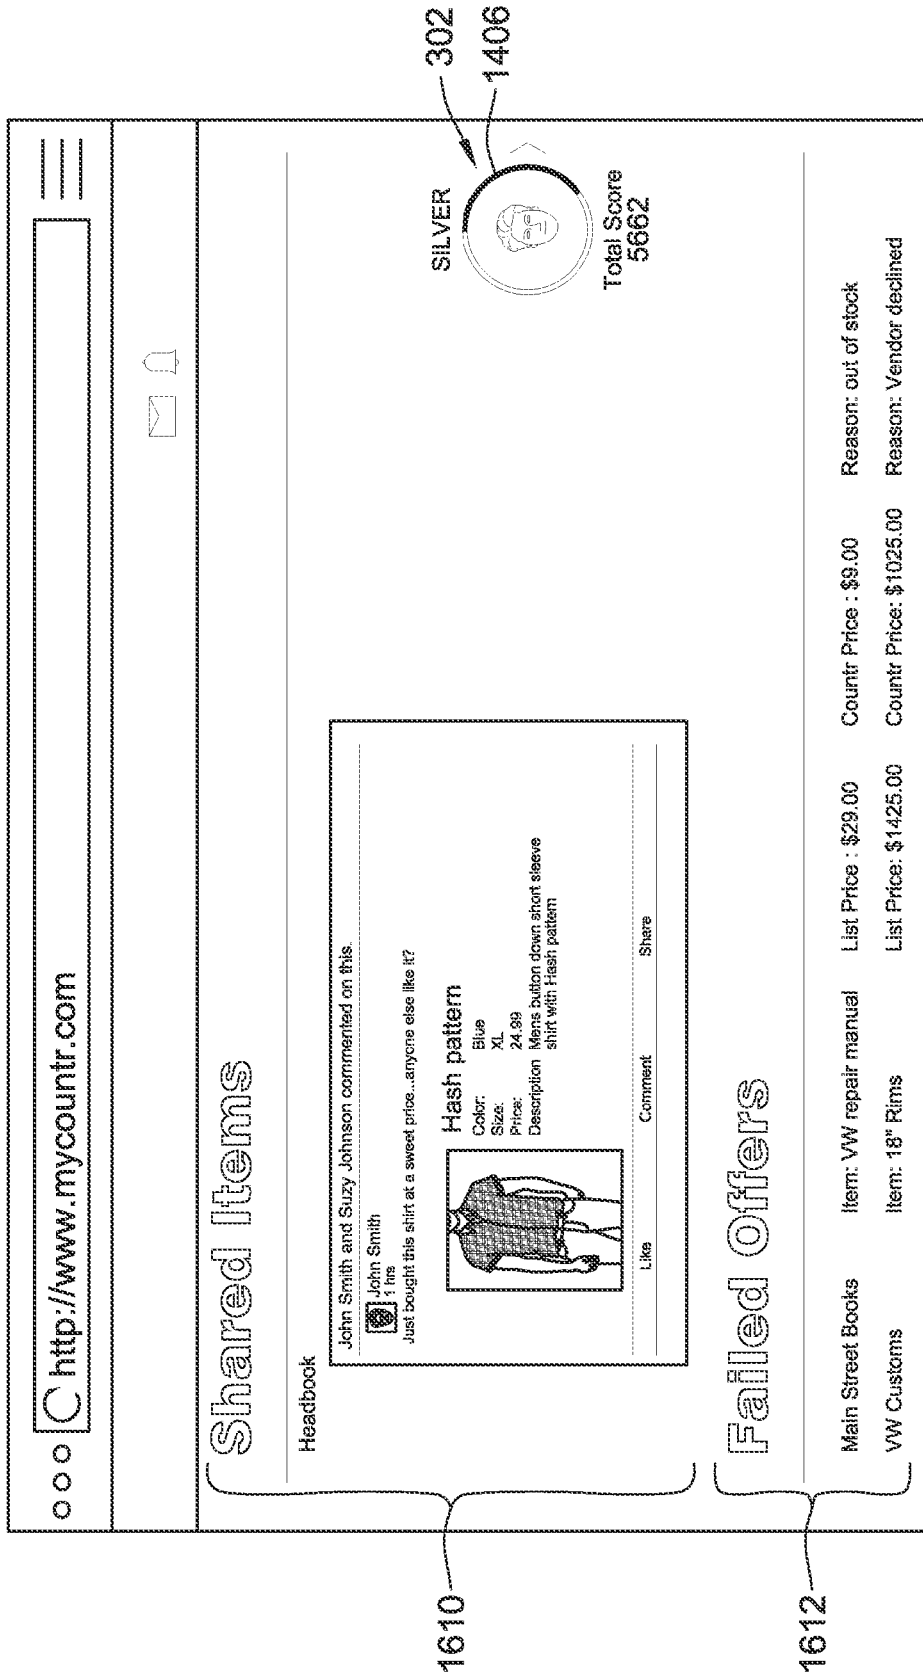 http://www.mycountr.com
Shared Items
Headbook
John Smith and Suzy Johnson commented on this.
John Smith
1 hrs
Just bought this shirt at a sweet price...anyone else like it?
Hash pattern
Color: Blue
Size: XL
Price: 24.99
Description Mens button down short sleeve
shirt with Hash pattern
Like Comment Share
SILVER
Total Score
5662
302
1406
Failed Offers
Main Street Books Item: VW repair manual List Price : $29.00 Countr Price : $9.00 Reason: out of stock
VW Customs Item: 18" Rims List Price: $1425.00 Countr Price: $1025.00 Reason: Vendor declined
1610
1612